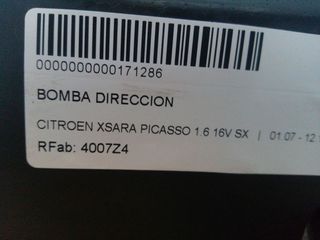 0000000000171286
BOMBA DIRECCION
CITROEN XSARA PICASSO 1.6 16V SX | 01.07 - 12.
RFab: 4007Z4